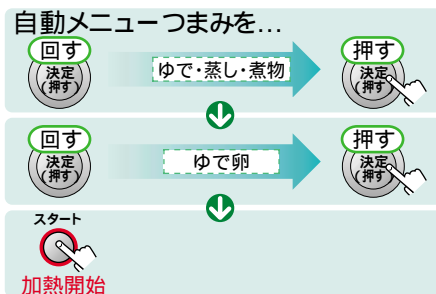 自動メニューつまみを…
回す
決定
(押す)
ゆで・蒸し・煮物
押す
決定
(押す)
回す
決定
(押す)
ゆで卵
押す
決定
(押す)
スタート
加熱開始